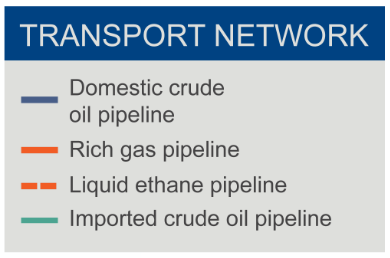 TRANSPORT NETWORK
Domestic crude
oil pipeline
Rich gas pipeline
Liquid ethane pipeline
Imported crude oil pipeline